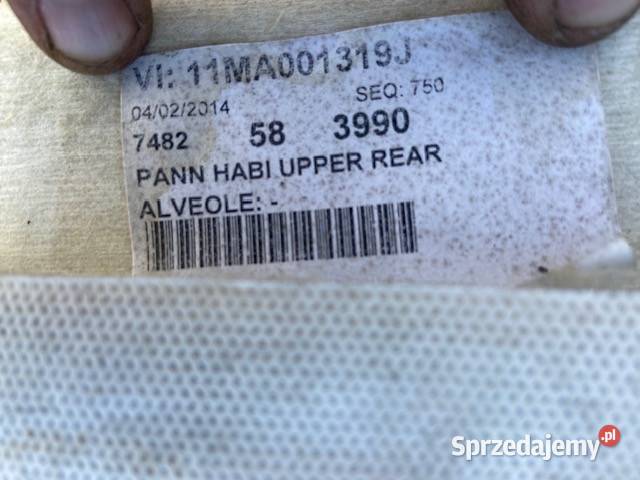 VI: 11MA001319J
04/02/2014 SEQ: 750
7482 58 3990
PANN HABI UPPER REAR
ALVEOLE: -
Sprzedajemy.pl